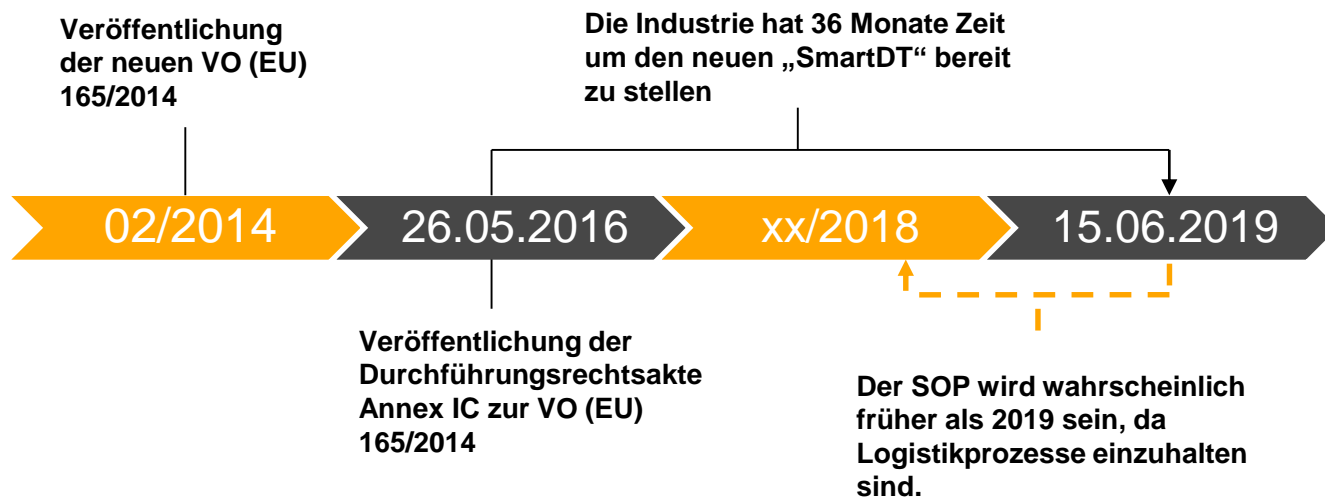 Veröffentlichung
der neuen VO (EU)
165/2014
Die Industrie hat 36 Monate Zeit
um den neuen „SmartDT“ bereit
zu stellen
02/2014
26.05.2016
xx/2018
15.06.2019
Veröffentlichung der
Durchführungsrechtsakte
Annex IC zur VO (EU)
165/2014
Der SOP wird wahrscheinlich
früher als 2019 sein, da
Logistikprozesse einzuhalten
sind.